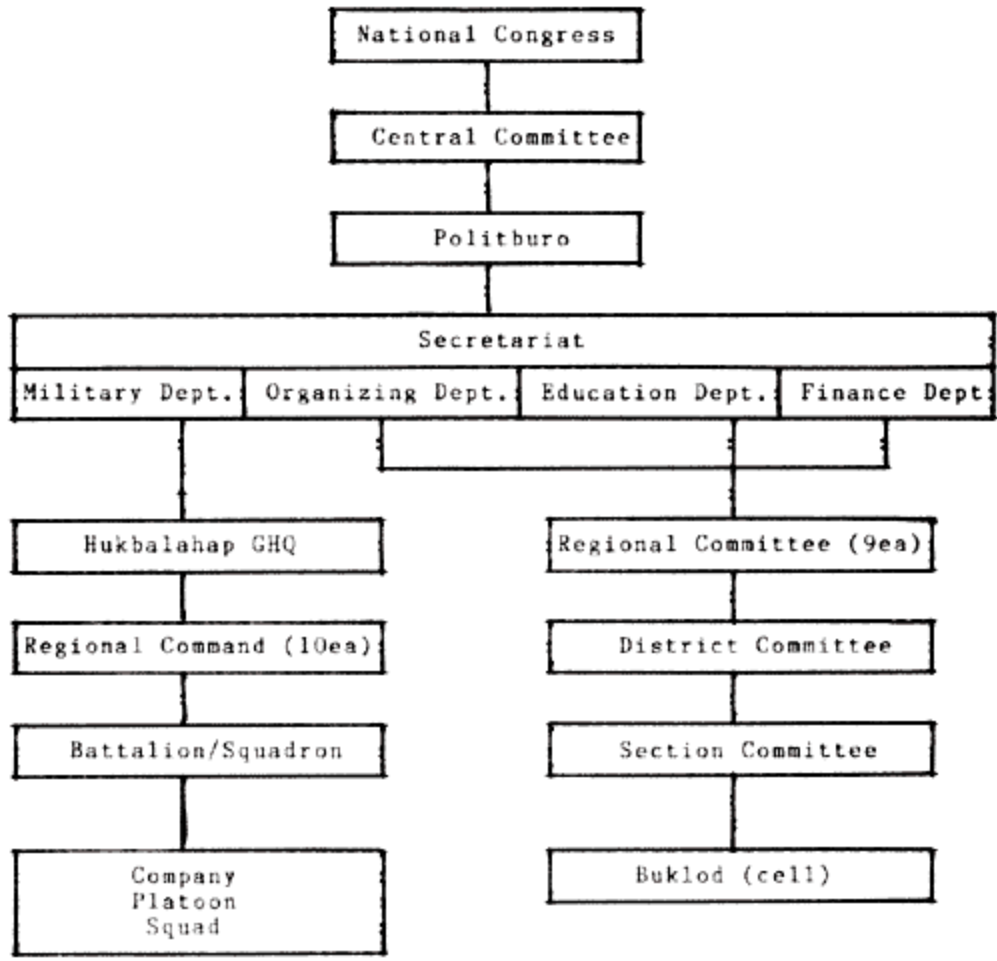 National Congress
Central Committee
Politburo
Secretariat
Military Dept.
Organizing Dept.
Education Dept.
Finance Dept
Hukbalahap GHQ
Regional Committee (9ea)
Regional Command (10ea)
District Committee
Battalion/Squadron
Section Committee
Company
Platoon
Squad
Buklod (cell)